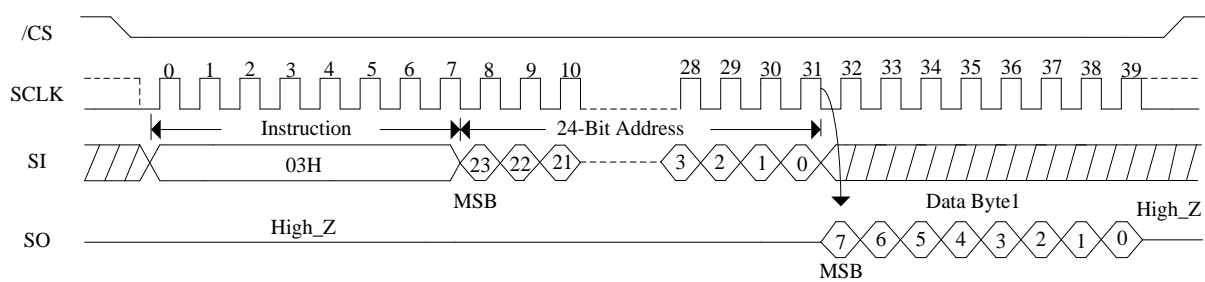 /CS
0 1 2 3 4 5 6 7 8 9 10 28 29 30 31 32 33 34 35 36 37 38 39
SCLK
Instruction 24-Bit Address
SI 03H 23 22 21 3 2 1 0
MSB Data Byte1
High_Z High_Z
SO 7 6 5 4 3 2 1 0
MSB